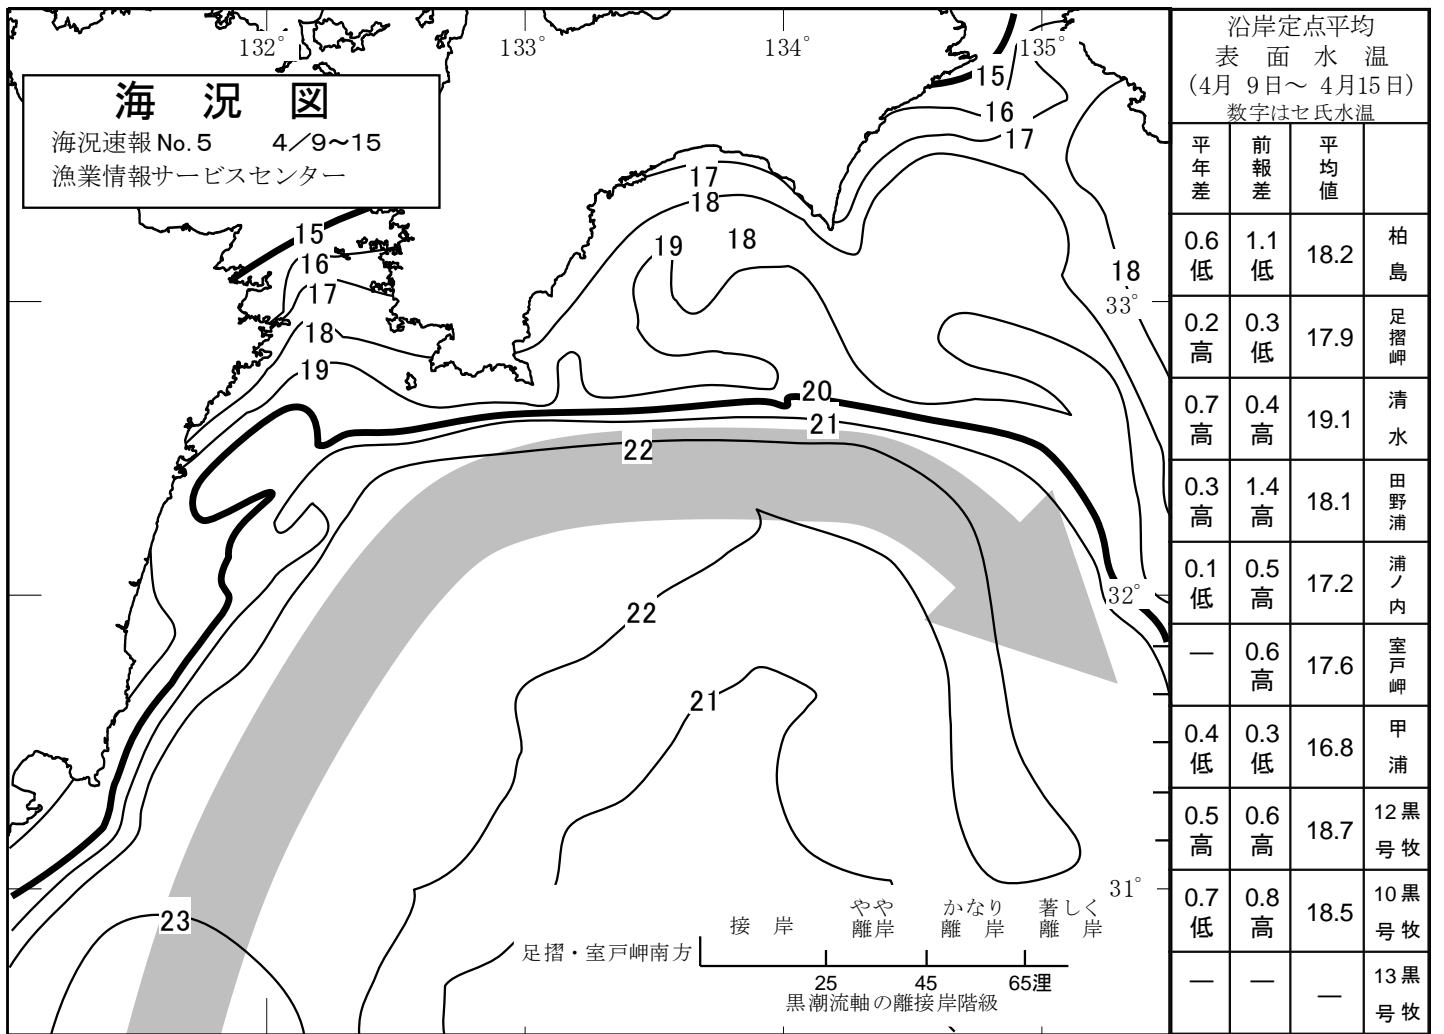 海 況 図
海況速報 No. 5 4/9~15
漁業情報サービスセンター
132°
133°
134°
135°
15
16
17
17
18
15
16
17
18
19
19
18
18
33°
20
21
22
32°
22
21
31°
23
接 岸
やや
離岸
かなり
離 岸
著しく
離 岸
足摺・室戸岬南方
25 45 65浬
黒潮流軸の離接岸階級
沿岸定点平均
表 面 水 温
(4月 9日~ 4月15日)
数字はセ氏水温
平年差 前報差 平均値
0.6低 1.1低 18.2 柏島
0.2高 0.3低 17.9 足摺岬
0.7高 0.4高 19.1 清水
0.3高 1.4高 18.1 田野浦
0.1低 0.5高 17.2 浦ノ内
— 0.6高 17.6 室戸岬
0.4低 0.3低 16.8 甲浦
0.5高 0.6高 18.7 12黒号牧
0.7低 0.8高 18.5 10黒号牧
— — — 13黒号牧